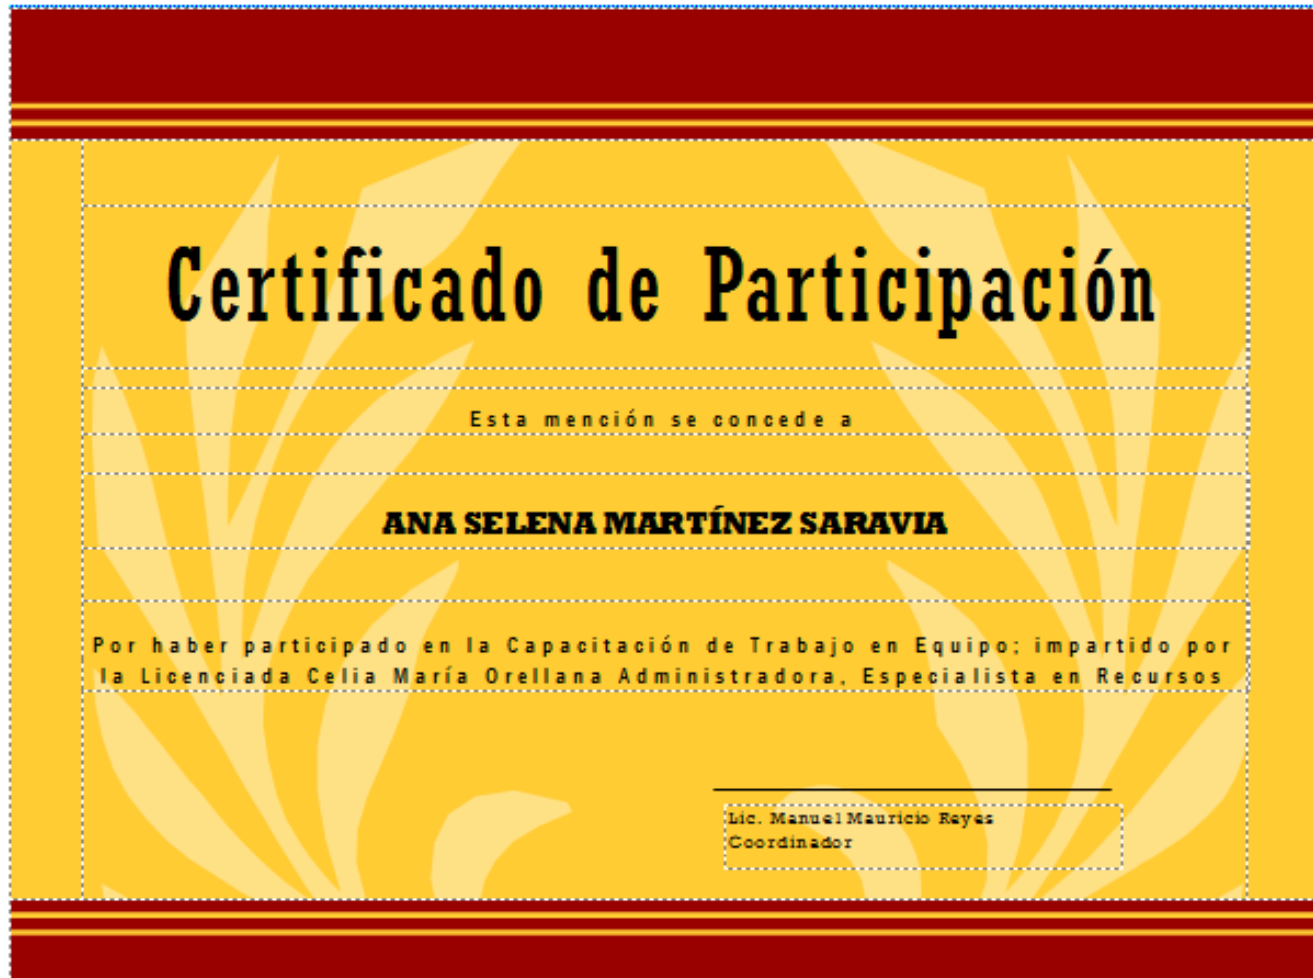 Certificado de Participación
Esta mención se concede a
ANA SELENA MARTÍNEZ SARAVIA
Por haber participado en la Capacitación de Trabajo en Equipo; impartido por
la Licenciada Celia María Orellana Administradora, Especialista en Recursos
Lic. Manuel Mauricio Reyes
Coordinador